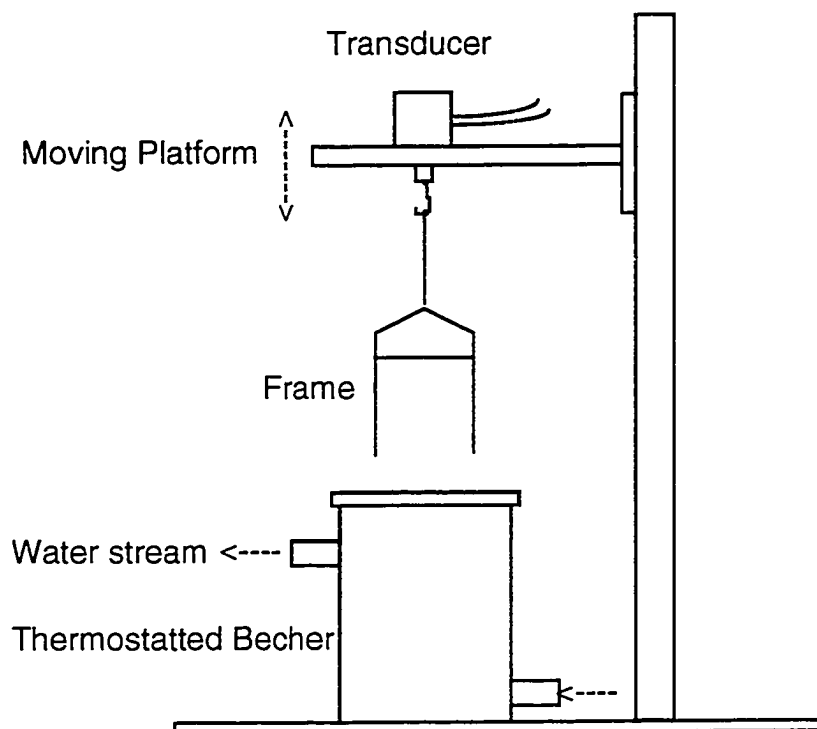 Transducer
Moving Platform
Frame
Water stream
Thermostatted Becher